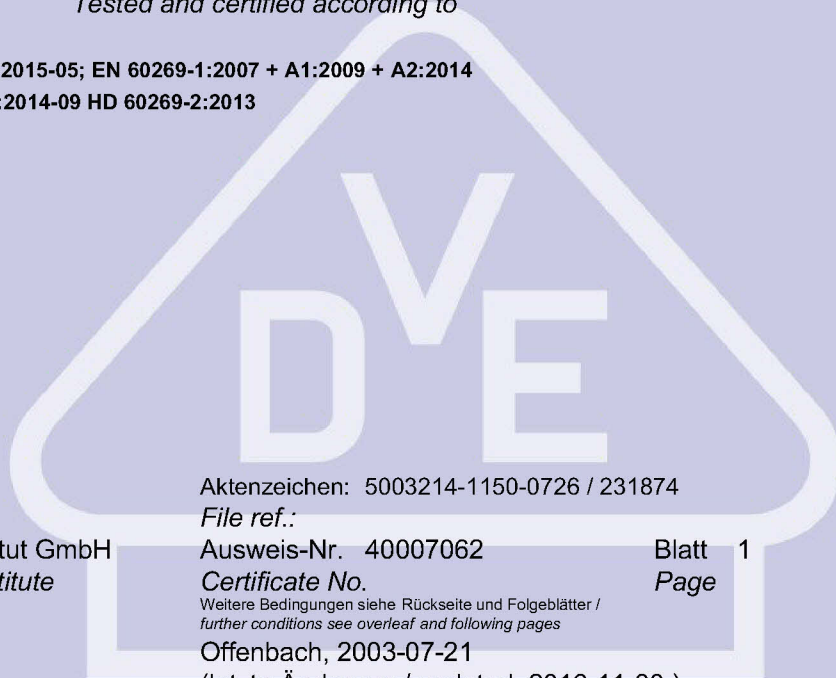 Tested and certified according to
2015-05; EN 60269-1:2007 + A1:2009 + A2:2014
:2014-09 HD 60269-2:2013
DVE
Aktenzeichen: 5003214-1150-0726 / 231874
File ref.:
tut GmbH Ausweis-Nr. 40007062 Blatt 1
titute Certificate No. Page
Weitere Bedingungen siehe Rückseite und Folgeblätter /
further conditions see overleaf and following pages
Offenbach, 2003-07-21